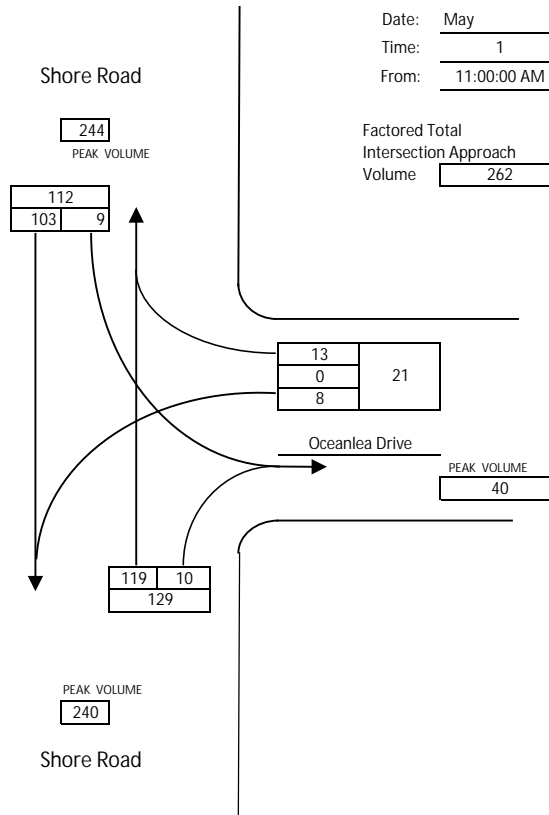 Date: May
Time: 1
From: 11:00:00 AM
Shore Road
244
PEAK VOLUME
Factored Total
Intersection Approach
Volume 262
112
103 9
13
0
8
21
Oceanlea Drive
PEAK VOLUME
40
119 10
129
PEAK VOLUME
240
Shore Road